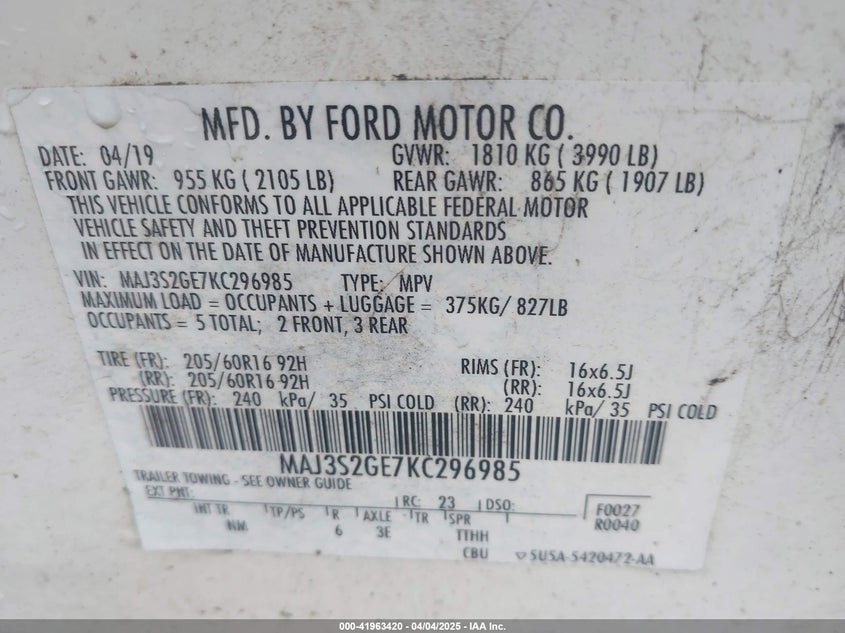 MFD. BY FORD MOTOR CO.
DATE: 04/19 GVWR: 1810 KG ( 3990 LB)
FRONT GAWR: 955 KG ( 2105 LB) REAR GAWR: 865 KG ( 1907 LB)
THIS VEHICLE CONFORMS TO ALL APPLICABLE FEDERAL MOTOR
VEHICLE SAFETY AND THEFT PREVENTION STANDARDS
IN EFFECT ON THE DATE OF MANUFACTURE SHOWN ABOVE.
VIN: MAJ3S2GE7KC296985 TYPE: MPV
MAXIMUM LOAD = OCCUPANTS + LUGGAGE = 375KG/ 827LB
OCCUPANTS = 5 TOTAL; 2 FRONT, 3 REAR
TIRE (FR): 205/60R16 92H RIMS (FR): 16x6.5J
(RR): 205/60R16 92H (RR): 16x6.5J
PRESSURE (FR): 240 kPa/ 35 PSI COLD (RR): 240 kPa/ 35 PSI COLD
MAJ3S2GE7KC296985
TRAILER TOWING - SEE OWNER GUIDE
EXT PNT: RC: 23 DSO: F0027
INT TR TP/PS R AXLE TR SPR R0040
NM 6 3E TTHH
CBU 5U5A-5420472-AA
000-41963420 - 04/04/2025 - IAA Inc.